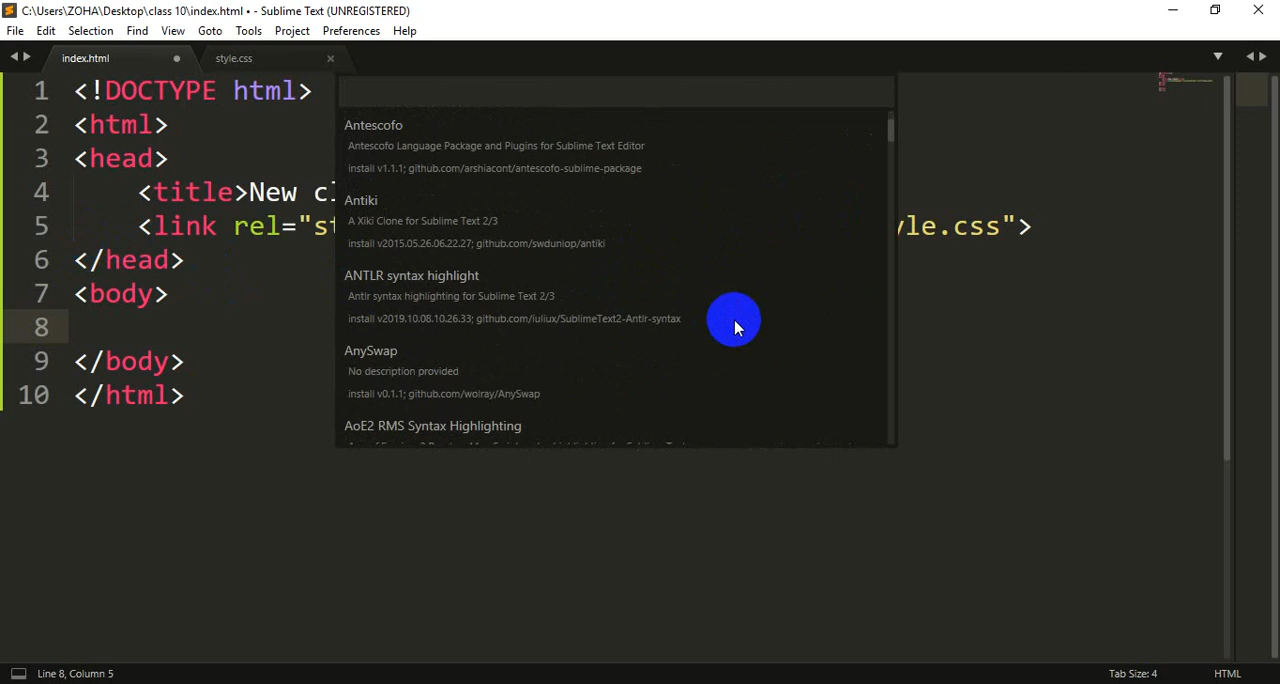 C:\Users\ZOHA\Desktop\class 10\index.html • - Sublime Text (UNREGISTERED)
File Edit Selection Find View Goto Tools Project Preferences Help
index.html style.css
1 <!DOCTYPE html>
2 <html>
3 <head>
4 <title>New
5 <link rel="st yle.css">
6 </head>
7 <body>
8
9 </body>
10 </html>
Antescofo
Antescofo Language Package and Plugins for Sublime Text Editor
install v1.1.1; github.com/arshiacont/antescofo-sublime-package
Antiki
A Xiki Clone for Sublime Text 2/3
install v2015.05.26.06.22.27; github.com/swduniop/antiki
ANTLR syntax highlight
Antlr syntax highlighting for Sublime Text 2/3
install v2019.10.08.10.26.33; github.com/iuliux/SublimeText2-Antlr-syntax
AnySwap
No description provided
install v0.1.1; github.com/wolray/AnySwap
AoE2 RMS Syntax Highlighting
Line 8, Column 5
Tab Size: 4 HTML